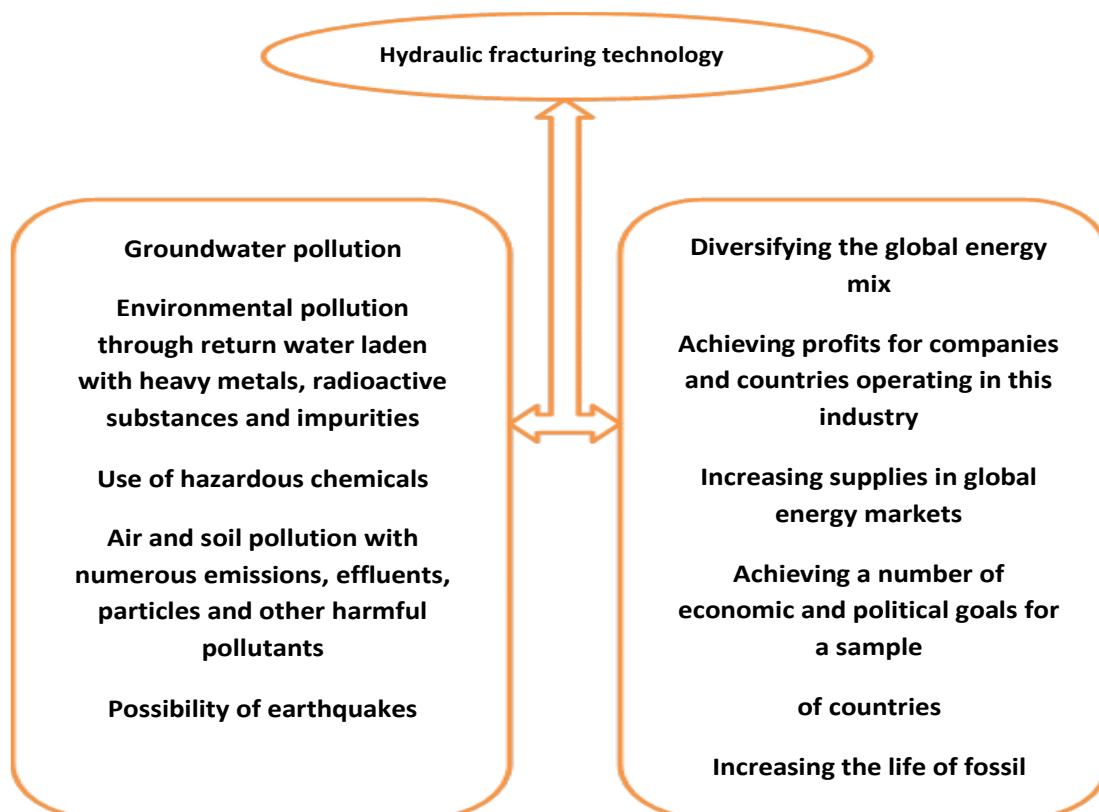 Hydraulic fracturing technology
Groundwater pollution
Environmental pollution
through return water laden
with heavy metals, radioactive
substances and impurities
Use of hazardous chemicals
Air and soil pollution with
numerous emissions, effluents,
particles and other harmful
pollutants
Possibility of earthquakes
Diversifying the global energy
mix
Achieving profits for companies
and countries operating in this
industry
Increasing supplies in global
energy markets
Achieving a number of
economic and political goals for
a sample
of countries
Increasing the life of fossil